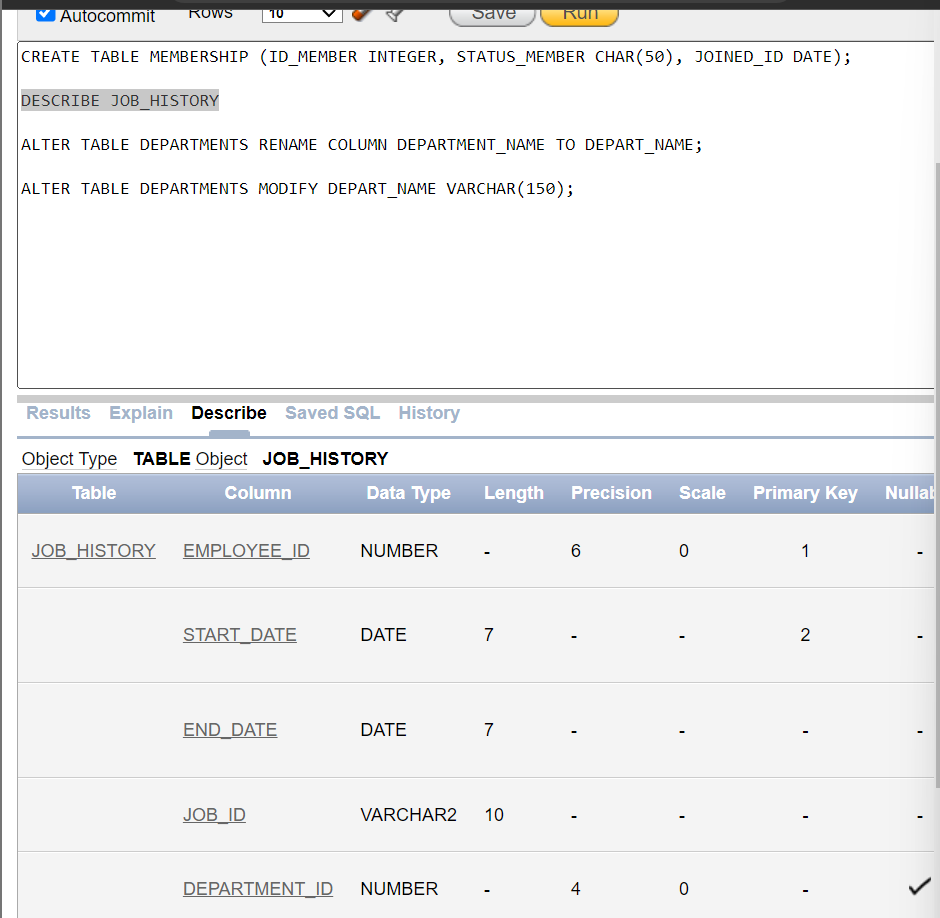 Autocommit Rows 10 Save Run
CREATE TABLE MEMBERSHIP (ID_MEMBER INTEGER, STATUS_MEMBER CHAR(50), JOINED_ID DATE);
DESCRIBE JOB_HISTORY
ALTER TABLE DEPARTMENTS RENAME COLUMN DEPARTMENT_NAME TO DEPART_NAME;
ALTER TABLE DEPARTMENTS MODIFY DEPART_NAME VARCHAR(150);
Results Explain Describe Saved SQL History
Object Type TABLE Object JOB_HISTORY
Table Column Data Type Length Precision Scale Primary Key
JOB_HISTORY EMPLOYEE_ID NUMBER - 6 0 1 -
START_DATE DATE 7 - - 2 -
END_DATE DATE 7 - - - -
JOB_ID VARCHAR2 10 - - - -
DEPARTMENT_ID NUMBER - 4 0 -